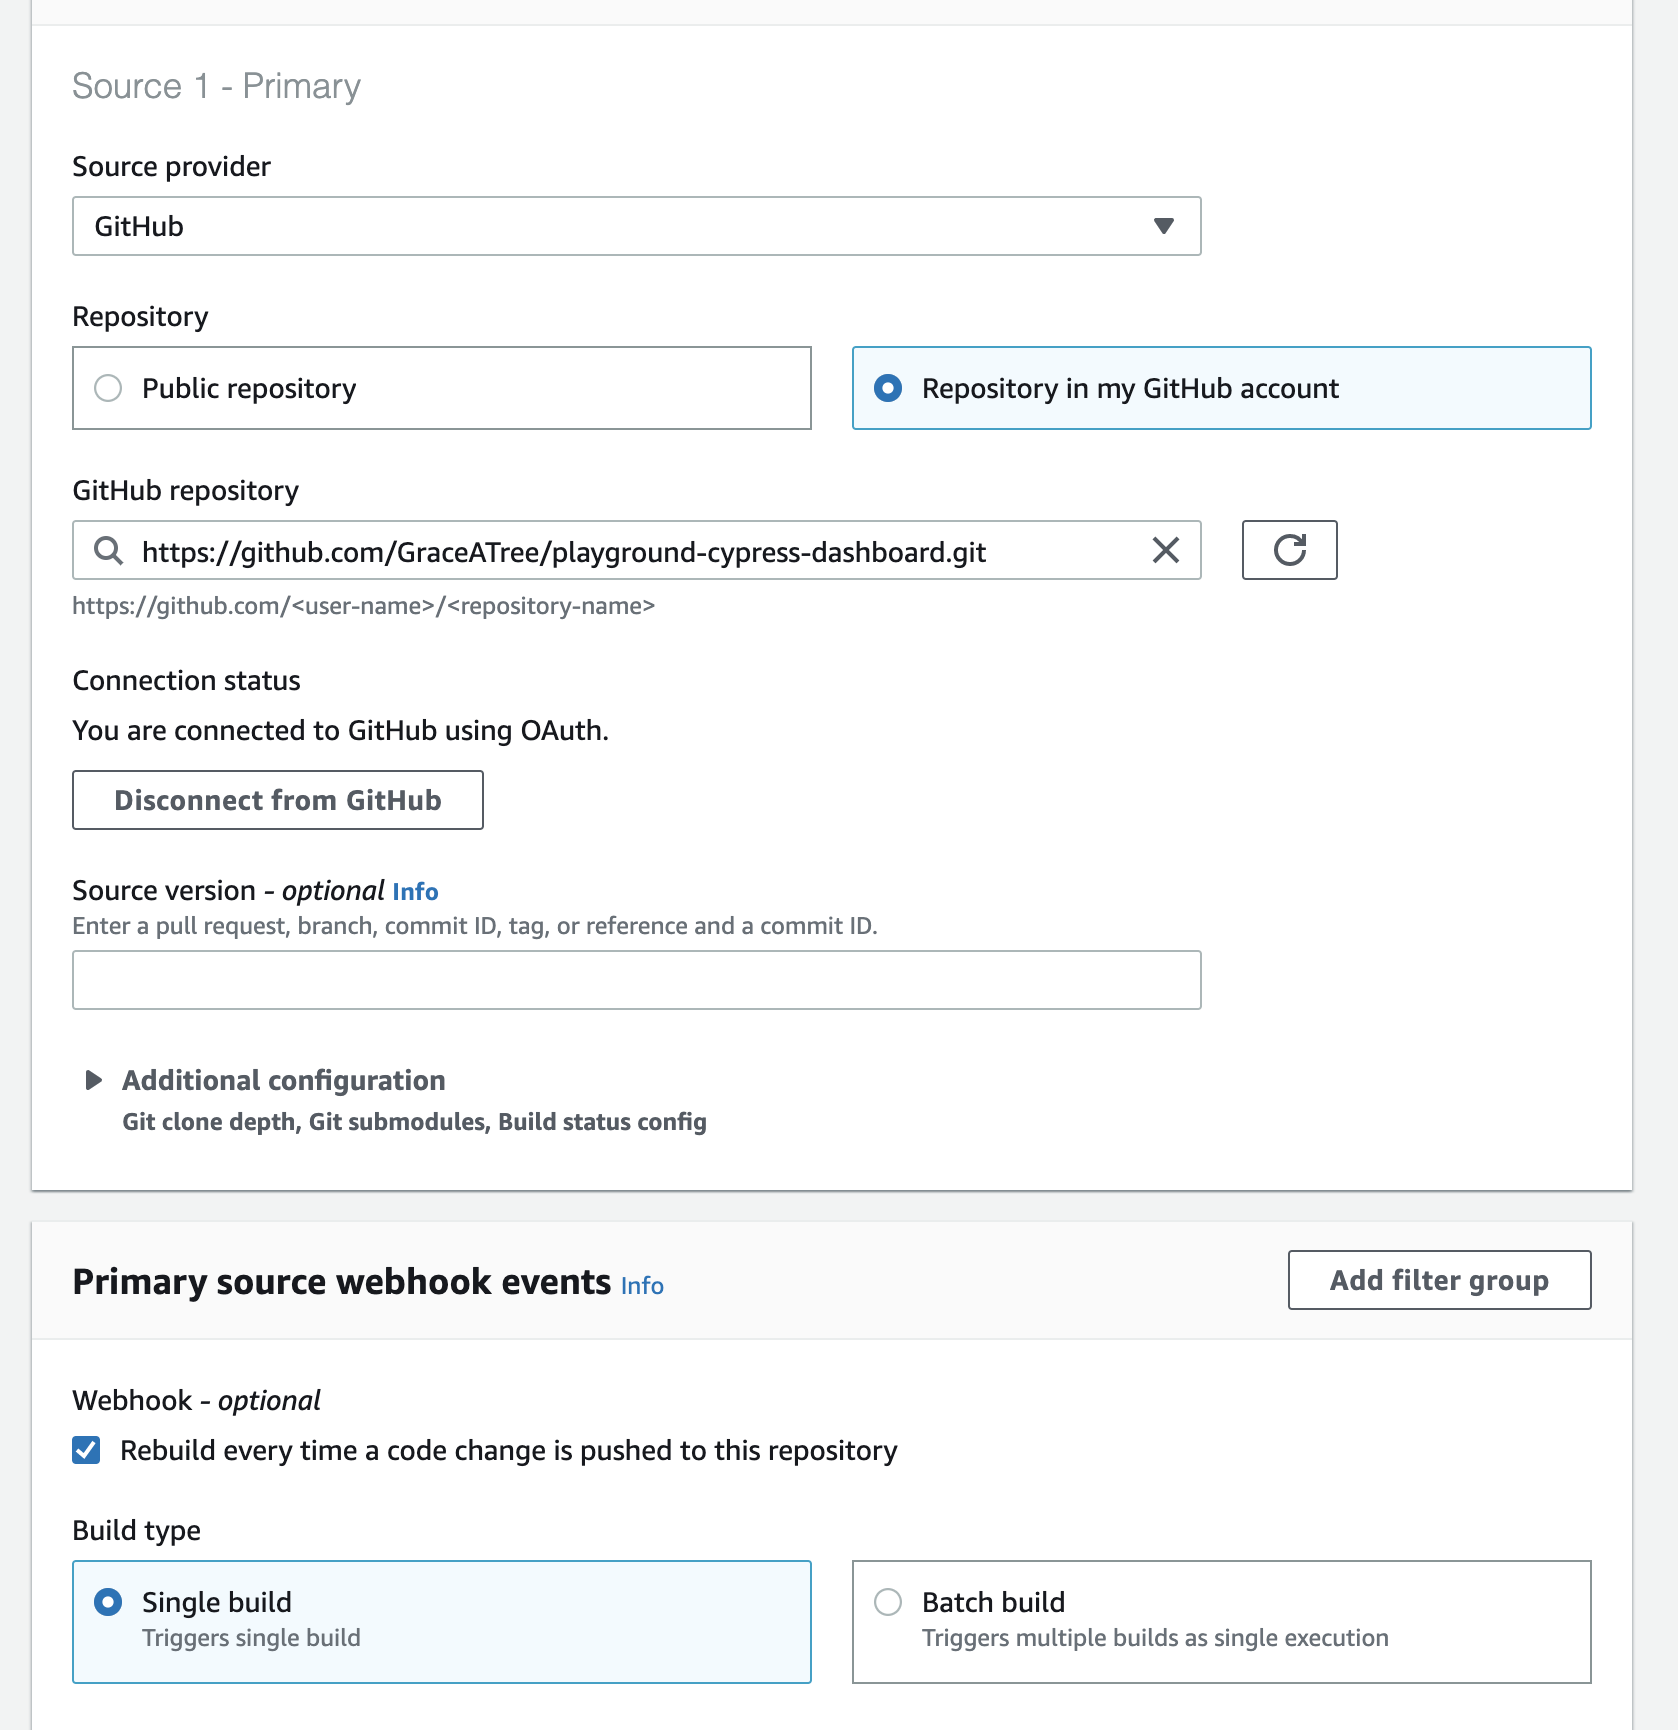 Source 1 - Primary
Source provider
GitHub
Repository
Public repository
Repository in my GitHub account
GitHub repository
https://github.com/GraceATree/playground-cypress-dashboard.git
https://github.com/<user-name>/<repository-name>
Connection status
You are connected to GitHub using OAuth.
Disconnect from GitHub
Source version - optional Info
Enter a pull request, branch, commit ID, tag, or reference and a commit ID.
Additional configuration
Git clone depth, Git submodules, Build status config
Primary source webhook events Info
Add filter group
Webhook - optional
Rebuild every time a code change is pushed to this repository
Build type
Single build
Triggers single build
Batch build
Triggers multiple builds as single execution